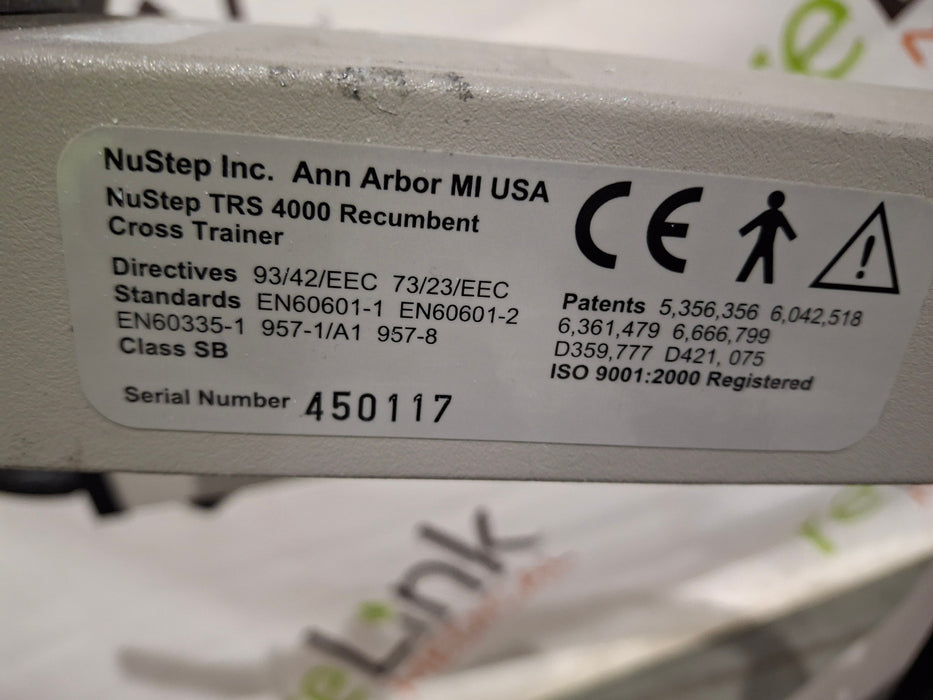 NuStep Inc. Ann Arbor MI USA
NuStep TRS 4000 Recumbent
Cross Trainer
Directives 93/42/EEC 73/23/EEC
Standards EN60601-1 EN60601-2
EN60335-1 957-1/A1 957-8
Class SB
Serial Number 450117
CE
Patents 5,356,356 6,042,518
6,361,479 6,666,799
D359,777 D421, 075
ISO 9001:2000 Registered
reLink
re